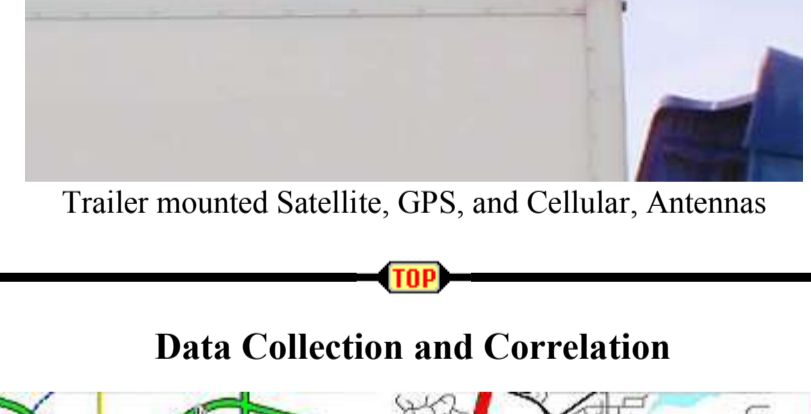 Trailer mounted Satellite, GPS, and Cellular, Antennas
TOP
Data Collection and Correlation